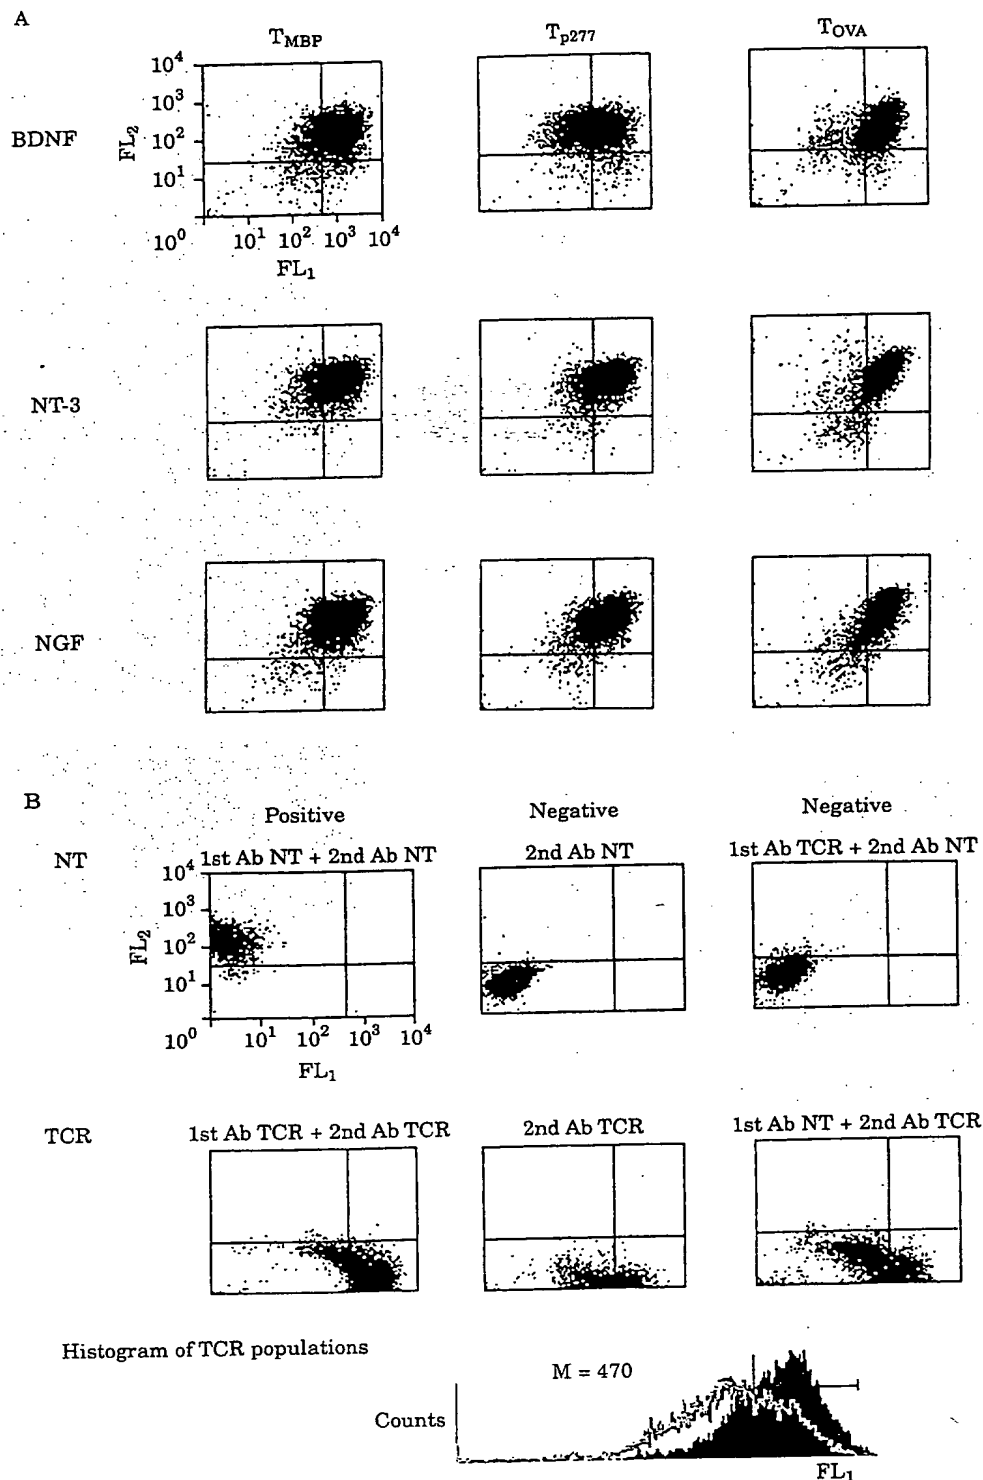 A
T_MBP T_p277 T_OVA
BDNF
FL2
10^4
10^3
10^2
10^1
10^0 10^1 10^2 10^3 10^4
FL1
NT-3
NGF
B
Positive Negative Negative
NT
1st Ab NT + 2nd Ab NT 2nd Ab NT 1st Ab TCR + 2nd Ab NT
FL2
10^4
10^3
10^2
10^1
10^0 10^1 10^2 10^3 10^4
FL1
TCR
1st Ab TCR + 2nd Ab TCR 2nd Ab TCR 1st Ab NT + 2nd Ab TCR
Histogram of TCR populations
M = 470
Counts
FL1